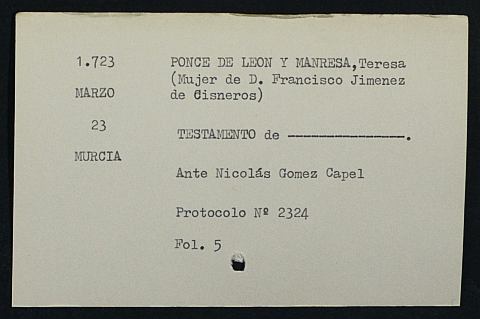 1.723
MARZO
23
MURCIA
PONCE DE LEON Y MANRESA, Teresa
(Mujer de D. Francisco Jimenez
de Cisneros)
TESTAMENTO de ----------------.
Ante Nicolás Gomez Capel
Protocolo Nº 2324
Fol. 5